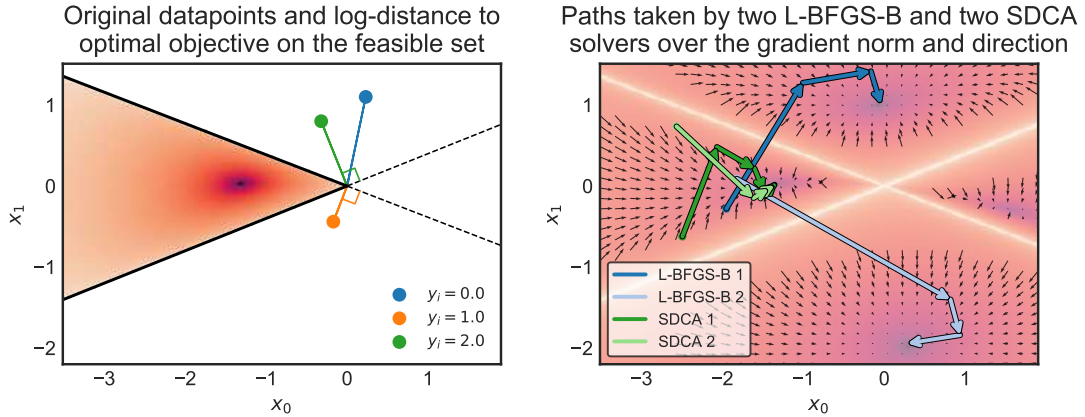 Original datapoints and log-distance to
optimal objective on the feasible set
1
0
−1
−2
x₁
−3
−2
−1
0
1
x₀
yᵢ = 0.0
yᵢ = 1.0
yᵢ = 2.0
Paths taken by two L-BFGS-B and two SDCA
solvers over the gradient norm and direction
1
0
−1
−2
x₁
−3
−2
−1
0
1
x₀
L-BFGS-B 1
L-BFGS-B 2
SDCA 1
SDCA 2